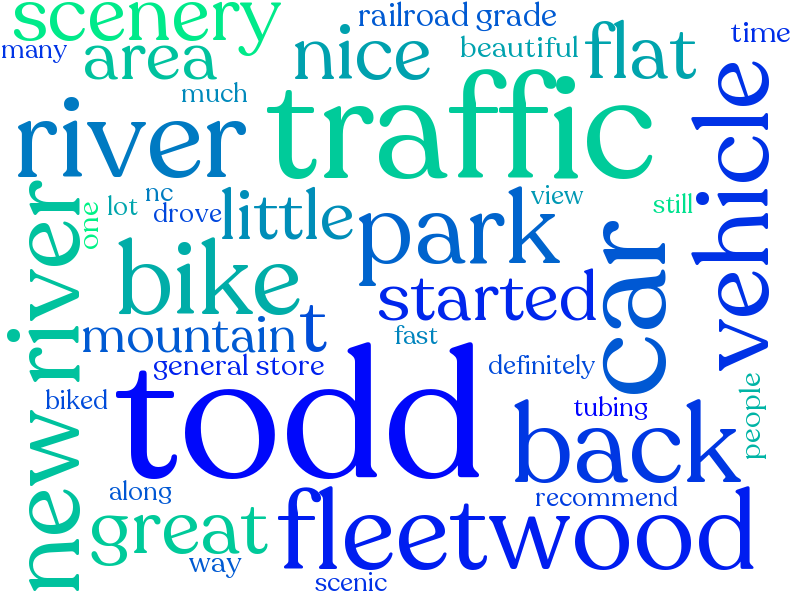 scenery
railroad grade
many
area
nice
beautiful
flat
time
much
river
traffic
vehicle
new river
one
lot
nc
drove
little
park
view
still
bike
started
car
mountain
t
fast
general store
definitely
biked
todd
back
tubing
people
along
great
fleetwood
recommend
way
scenic